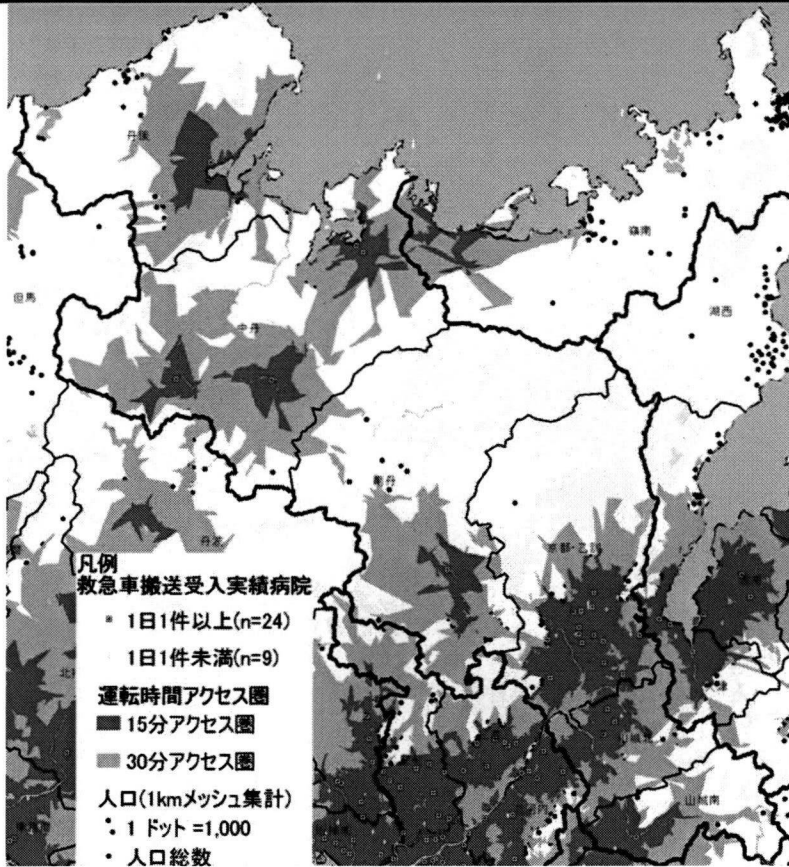 丹後
嶺南
但馬
湖西
中丹
南丹
京都・乙訓
丹波
凡例
救急車搬送受入実績病院
1日1件以上(n=24)
1日1件未満(n=9)
運転時間アクセス圏
15分アクセス圏
30分アクセス圏
人口(1kmメッシュ集計)
1 ドット =1,000
人口総数
山城南